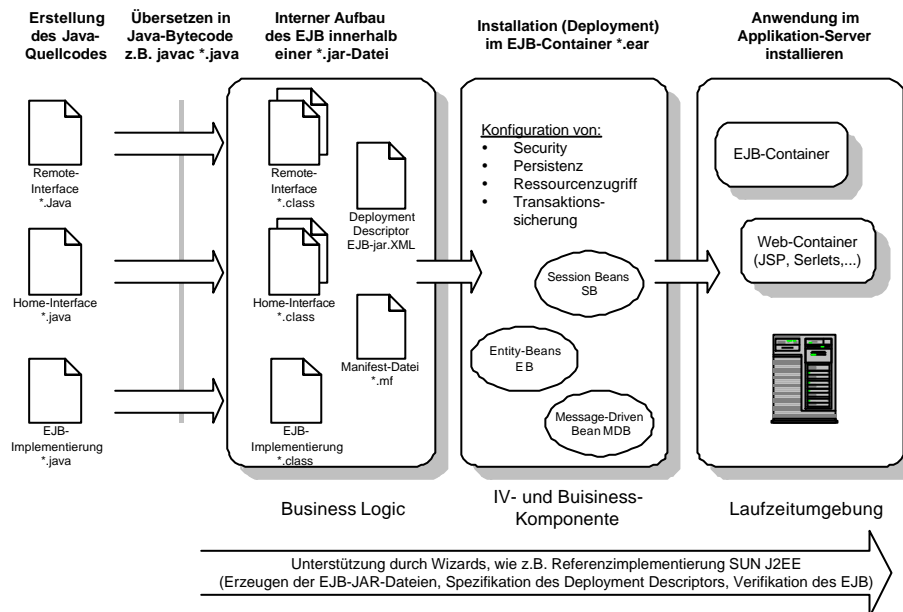 Erstellung
des Java-
Quellcodes
Übersetzen in
Java-Bytecode
z.B. javac *.java
Interner Aufbau
des EJB innerhalb
einer *.jar-Datei
Installation (Deployment)
im EJB-Container *.ear
Anwendung im
Applikation-Server
installieren
Remote-
Interface
*.Java
Home-Interface
*.java
EJB-
Implementierung
*.java
Remote-
Interface
*.class
Home-Interface
*.class
EJB-
Implementierung
*.class
Deployment
Descriptor
EJB-jar.XML
Manifest-Datei
*.mf
Business Logic
Konfiguration von:
• Security
• Persistenz
• Ressourcenzugriff
• Transaktions-
sicherung
Session Beans
SB
Entity-Beans
EB
Message-Driven
Bean MDB
IV- und Buisiness-
Komponente
EJB-Container
Web-Container
(JSP, Serlets,...)
Laufzeitumgebung
Unterstützung durch Wizards, wie z.B. Referenzimplementierung SUN J2EE
(Erzeugen der EJB-JAR-Dateien, Spezifikation des Deployment Descriptors, Verifikation des EJB)